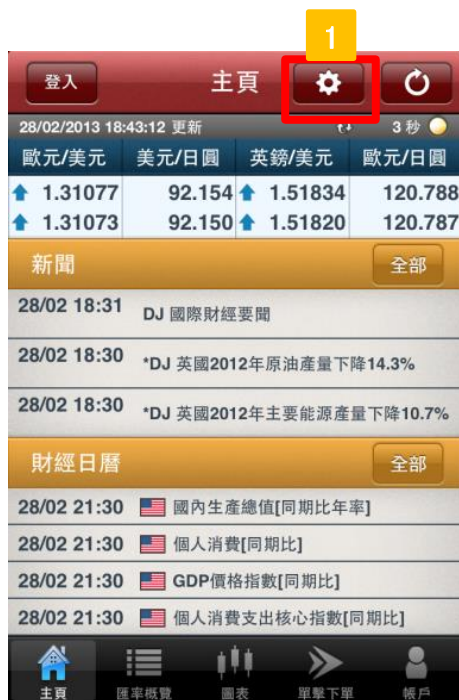 1
登入 主頁
28/02/2013 18:43:12 更新 3 秒
歐元/美元 美元/日圓 英鎊/美元 歐元/日圓
1.31077 92.154 1.51834 120.788
1.31073 92.150 1.51820 120.787
新聞 全部
28/02 18:31 DJ 國際財經要聞
28/02 18:30 *DJ 英國2012年原油產量下降14.3%
28/02 18:30 *DJ 英國2012年主要能源產量下降10.7%
財經日曆 全部
28/02 21:30 國內生產總值[同期比年率]
28/02 21:30 個人消費[同期比]
28/02 21:30 GDP價格指數[同期比]
28/02 21:30 個人消費支出核心指數[同期比]
主頁 匯率概覽 圖表 單擊下單 帳戶